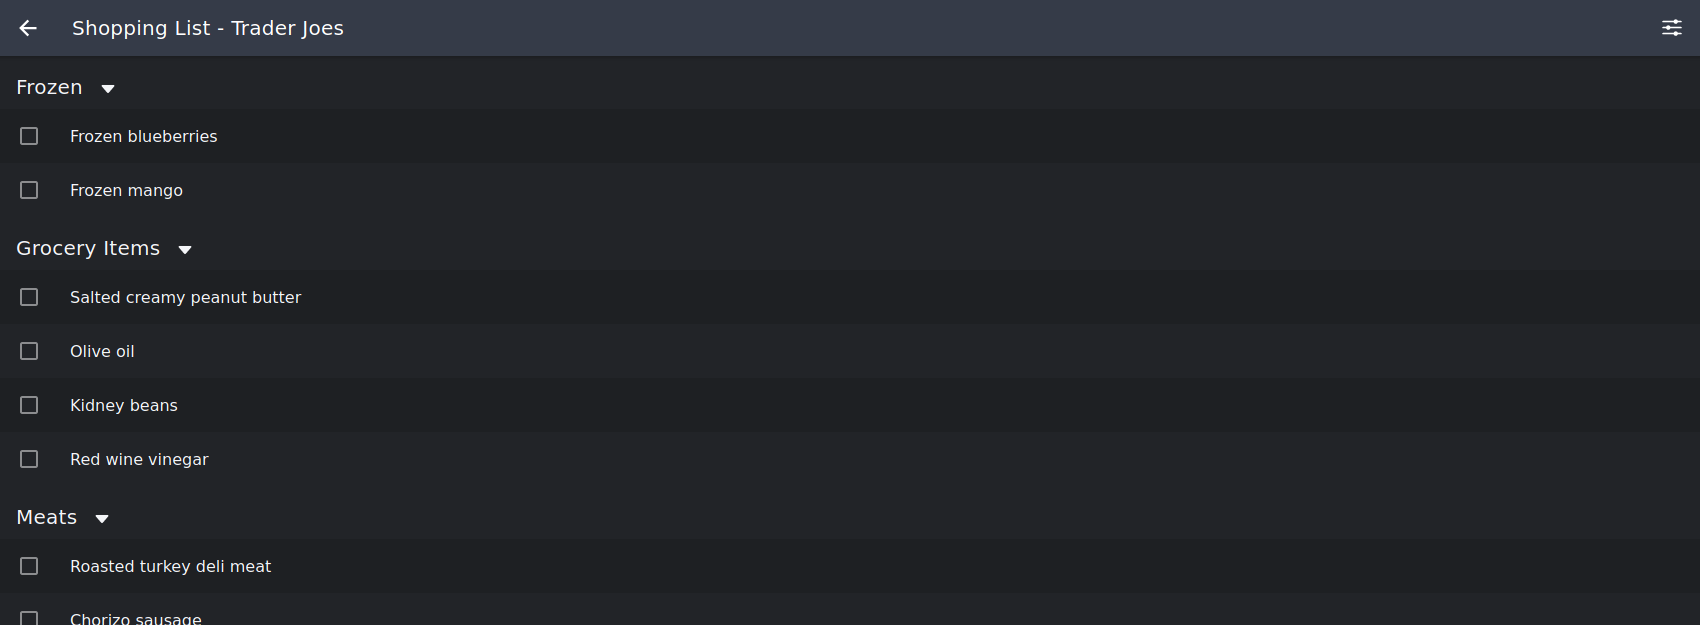 Shopping List - Trader Joes
Frozen
Frozen blueberries
Frozen mango
Grocery Items
Salted creamy peanut butter
Olive oil
Kidney beans
Red wine vinegar
Meats
Roasted turkey deli meat
Chorizo sausage